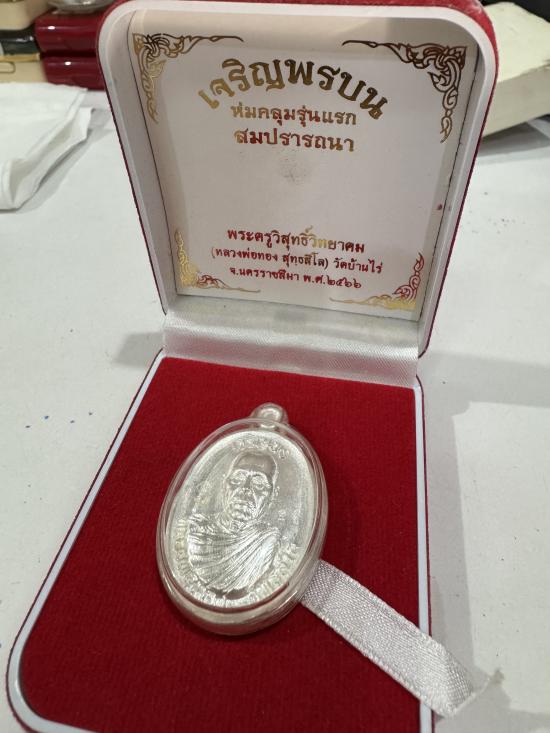 เจริญพรบน
ห่มคลุมรุ่นแรก
สมปรารถนา
พระครูวิสุทธิ์วิทยาคม
(หลวงพ่อทอง สุทฺธสีโล) วัดบ้านไร่
จ.นครราชสีมา พ.ศ.๒๕๖๖